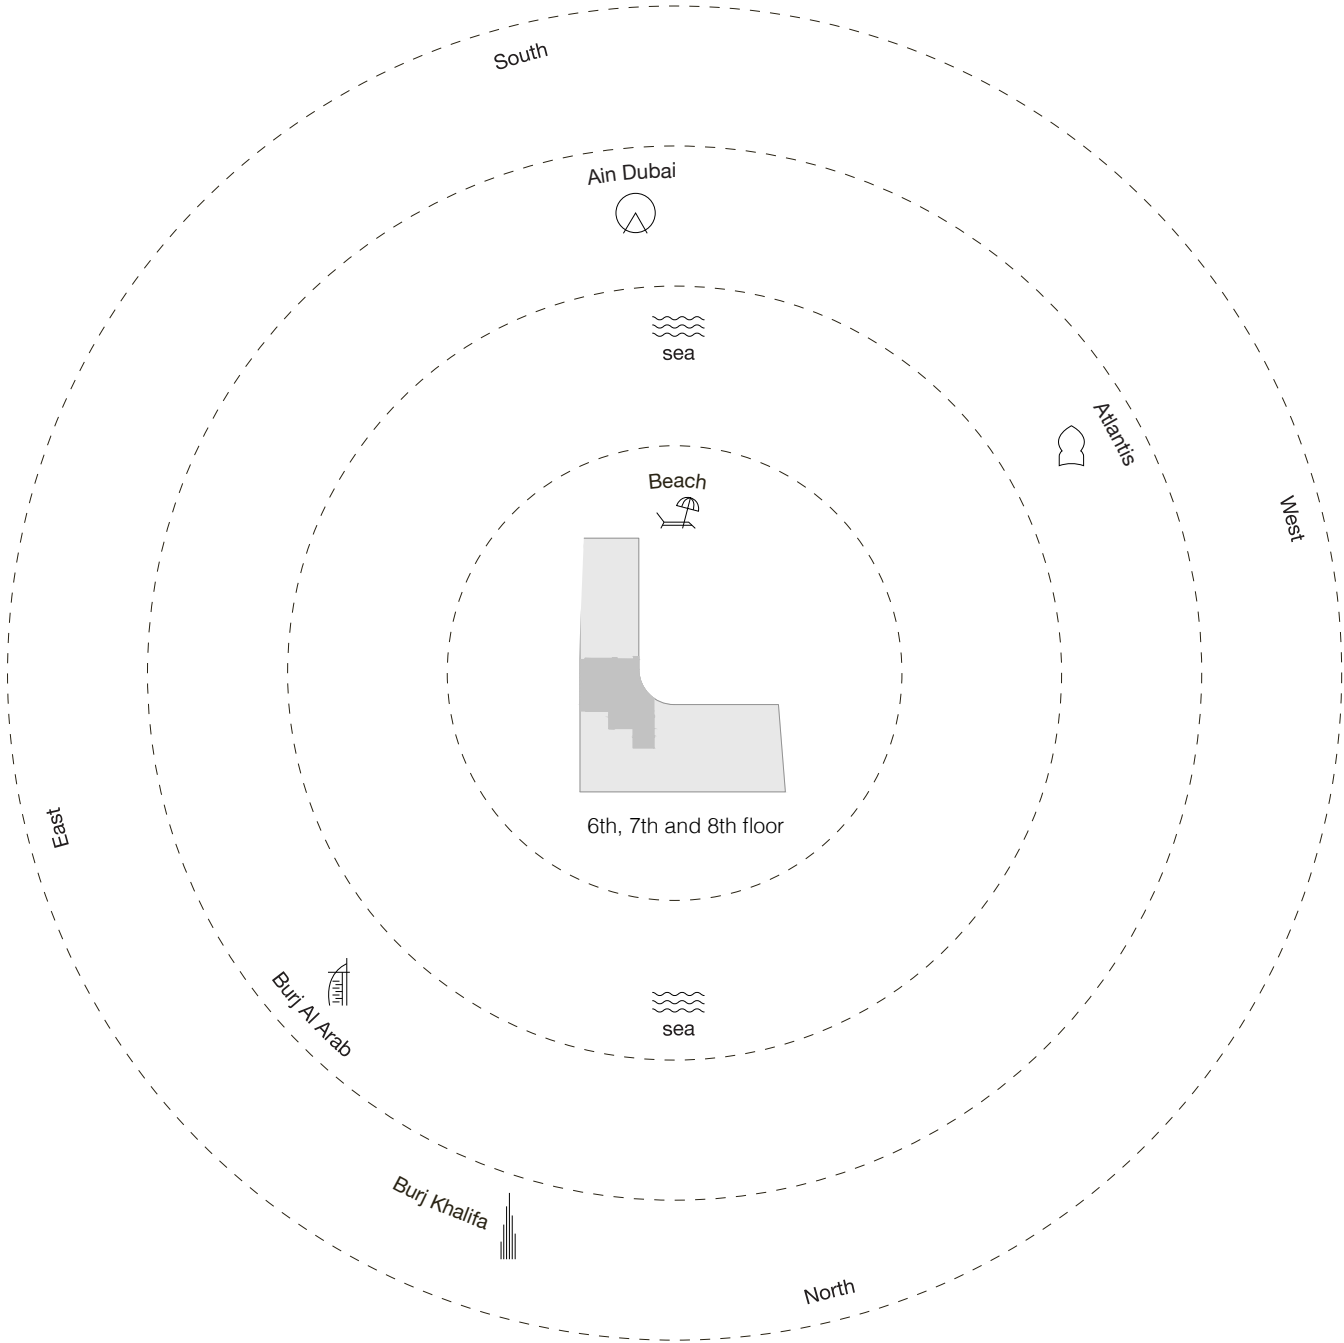 South
Ain Dubai
sea
Atlantis
Beach
West
6th, 7th and 8th floor
East
Burj Al Arab
sea
Burj Khalifa
North